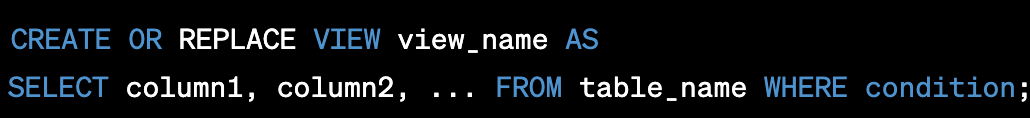 CREATE OR REPLACE VIEW view_name AS
SELECT column1, column2, ... FROM table_name WHERE condition;